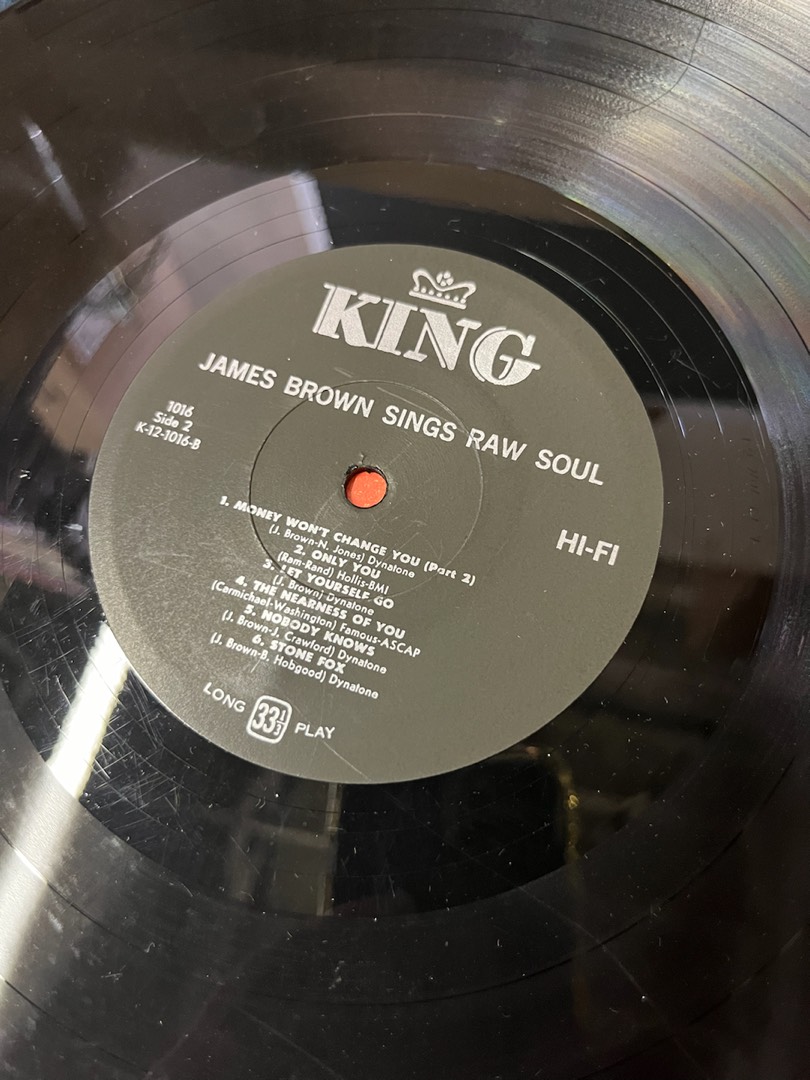 KING
JAMES BROWN SINGS RAW SOUL
1016
Side 2
K-12-1016-B
HI-FI
1. MONEY WON'T CHANGE YOU (Part 2)
(J. Brown-N. Jones) Dynatone
2. ONLY YOU
(Ram-Rand) Hollis-BMI
3. LET YOURSELF GO
(J. Brown) Dynatone
4. THE NEARNESS OF YOU
(Carmichael-Washington) Famous-ASCAP
5. NOBODY KNOWS
(J. Brown-J. Crawford) Dynatone
6. STONE FOX
(J. Brown-B. Hobgood) Dynatone
LONG 33 1/3 PLAY